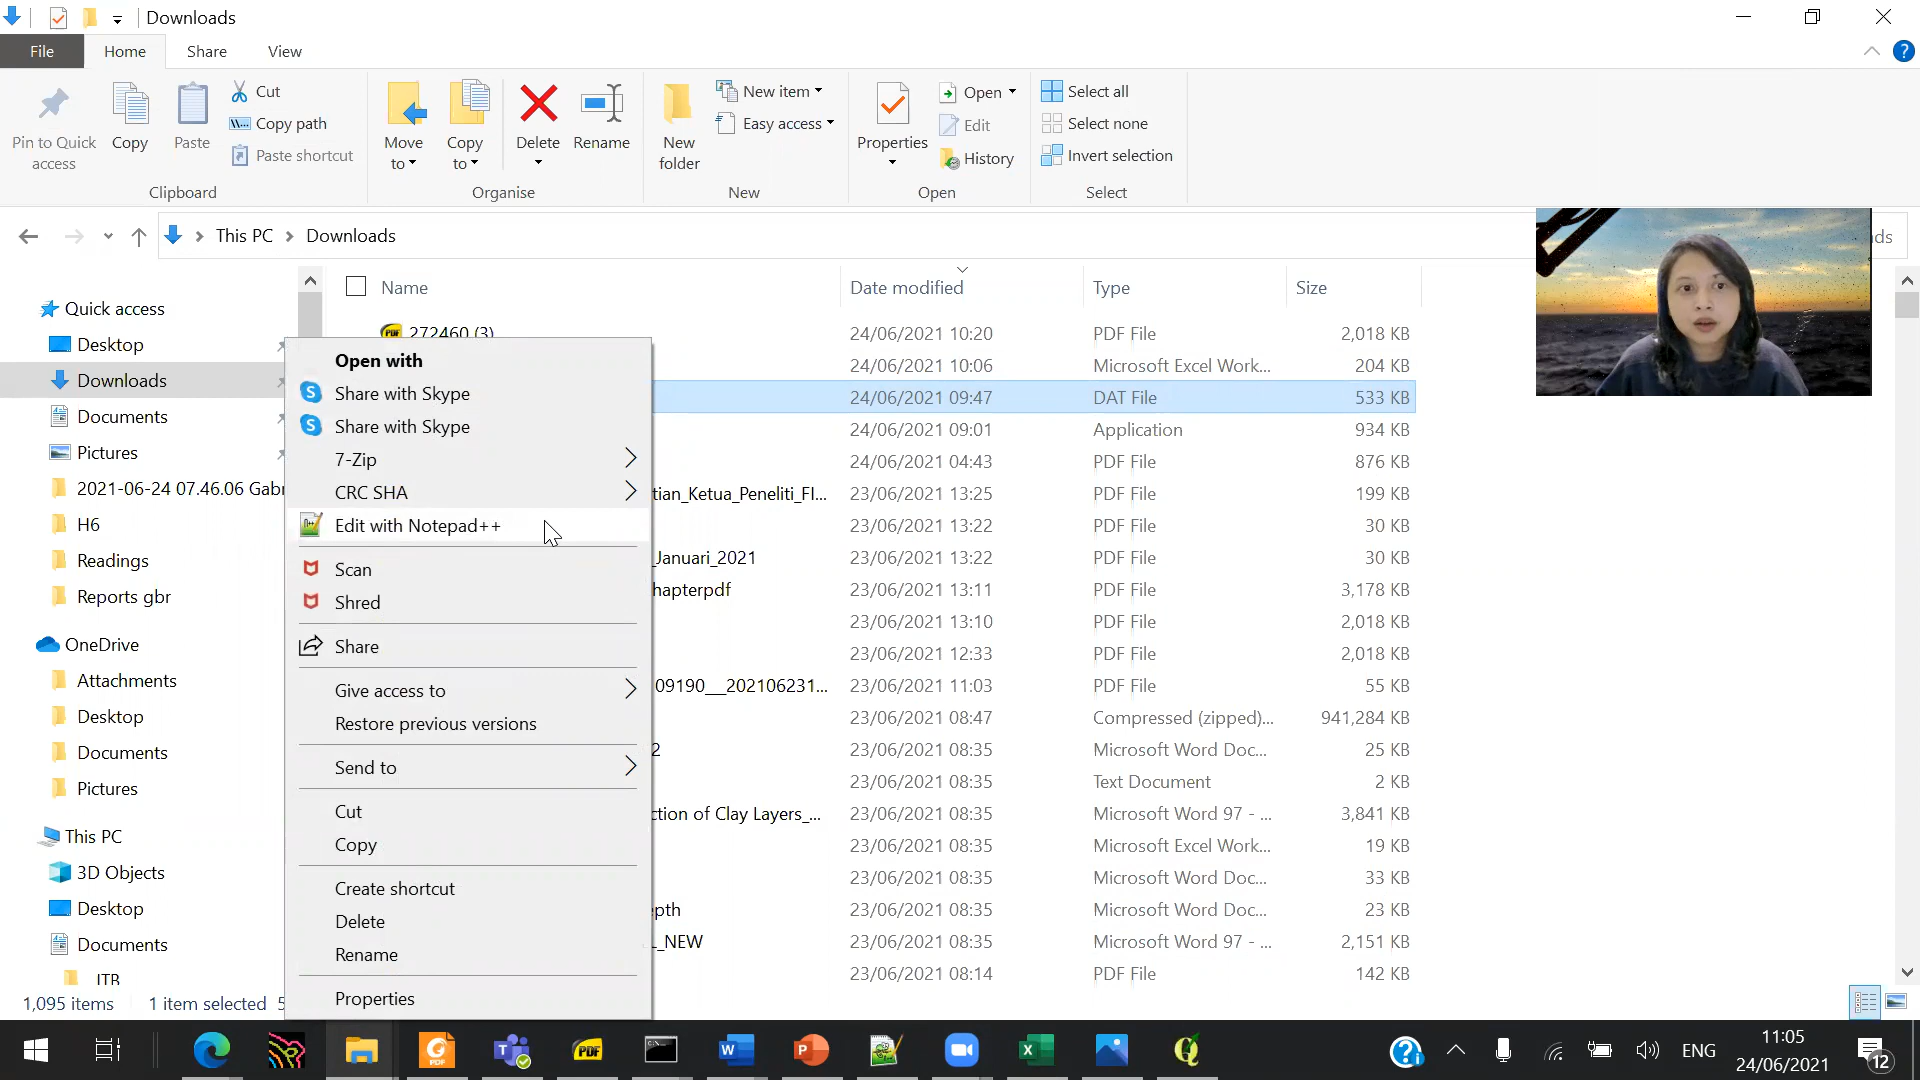 Downloads
File Home Share View
Pin to Quick access
Copy
Paste
Cut
Copy path
Paste shortcut
Clipboard
Move to
Copy to
Delete
Rename
Organise
New folder
New item
Easy access
New
Properties
Open
Edit
History
Open
Select all
Select none
Invert selection
Select
This PC Downloads
ds
Name Date modified Type Size
Quick access
Desktop
Downloads
Documents
Pictures
2021-06-24 07.46.06 Gabr
H6
Readings
Reports gbr
OneDrive
Attachments
Desktop
Documents
Pictures
This PC
3D Objects
Desktop
Documents
ITB
272460 (3) 24/06/2021 10:20 PDF File 2,018 KB
24/06/2021 10:06 Microsoft Excel Work... 204 KB
24/06/2021 09:47 DAT File 533 KB
24/06/2021 09:01 Application 934 KB
24/06/2021 04:43 PDF File 876 KB
tian_Ketua_Peneliti_FI... 23/06/2021 13:25 PDF File 199 KB
23/06/2021 13:22 PDF File 30 KB
_Januari_2021 23/06/2021 13:22 PDF File 30 KB
hapterpdf 23/06/2021 13:11 PDF File 3,178 KB
23/06/2021 13:10 PDF File 2,018 KB
23/06/2021 12:33 PDF File 2,018 KB
09190__202106231... 23/06/2021 11:03 PDF File 55 KB
23/06/2021 08:47 Compressed (zipped)... 941,284 KB
2 23/06/2021 08:35 Microsoft Word Doc... 25 KB
23/06/2021 08:35 Text Document 2 KB
ction of Clay Layers_... 23/06/2021 08:35 Microsoft Word 97 - ... 3,841 KB
23/06/2021 08:35 Microsoft Excel Work... 19 KB
23/06/2021 08:35 Microsoft Word Doc... 33 KB
epth 23/06/2021 08:35 Microsoft Word Doc... 23 KB
L_NEW 23/06/2021 08:35 Microsoft Word 97 - ... 2,151 KB
23/06/2021 08:14 PDF File 142 KB
Open with
Share with Skype
Share with Skype
7-Zip
CRC SHA
Edit with Notepad++
Scan
Shred
Share
Give access to
Restore previous versions
Send to
Cut
Copy
Create shortcut
Delete
Rename
Properties
1,095 items 1 item selected 5
ENG
11:05
24/06/2021
12